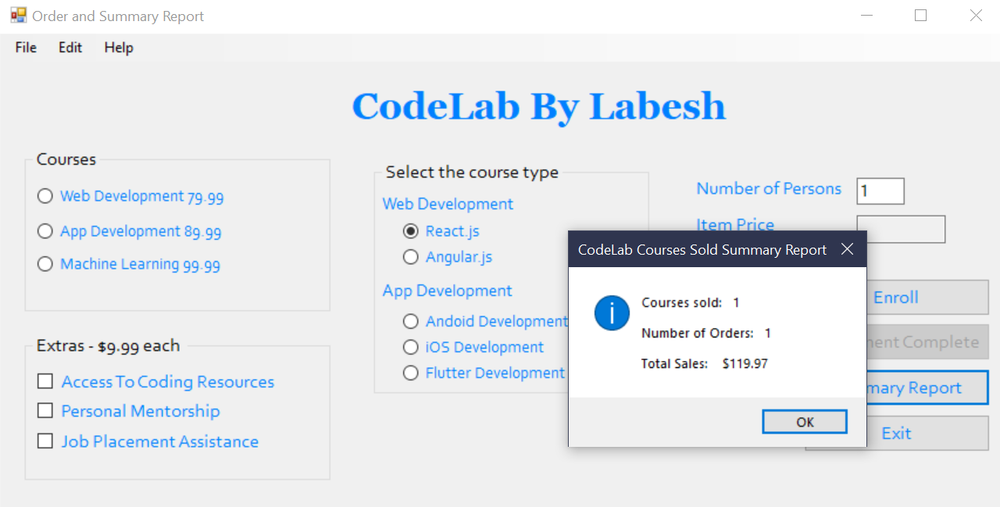 Order and Summary Report
File Edit Help
CodeLab By Labesh
Courses
Web Development 79.99
App Development 89.99
Machine Learning 99.99
Extras - $9.99 each
Access To Coding Resources
Personal Mentorship
Job Placement Assistance
Select the course type
Web Development
React.js
Angular.js
App Development
Andoid Development
iOS Development
Flutter Development
Number of Persons 1
Item Price
Enroll
ment Complete
mary Report
Exit
CodeLab Courses Sold Summary Report
i
Courses sold: 1
Number of Orders: 1
Total Sales: $119.97
OK